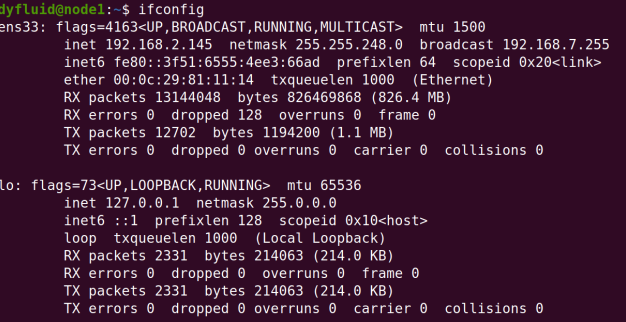 dyfluid@node1:~$ ifconfig
ens33: flags=4163<UP,BROADCAST,RUNNING,MULTICAST>  mtu 1500
        inet 192.168.2.145  netmask 255.255.248.0  broadcast 192.168.7.255
        inet6 fe80::3f51:6555:4ee3:66ad  prefixlen 64  scopeid 0x20<link>
        ether 00:0c:29:81:11:14  txqueuelen 1000  (Ethernet)
        RX packets 13144048  bytes 826469868 (826.4 MB)
        RX errors 0  dropped 128  overruns 0  frame 0
        TX packets 12702  bytes 1194200 (1.1 MB)
        TX errors 0  dropped 0 overruns 0  carrier 0  collisions 0

lo: flags=73<UP,LOOPBACK,RUNNING>  mtu 65536
        inet 127.0.0.1  netmask 255.0.0.0
        inet6 ::1  prefixlen 128  scopeid 0x10<host>
        loop  txqueuelen 1000  (Local Loopback)
        RX packets 2331  bytes 214063 (214.0 KB)
        RX errors 0  dropped 0  overruns 0  frame 0
        TX packets 2331  bytes 214063 (214.0 KB)
        TX errors 0  dropped 0 overruns 0  carrier 0  collisions 0